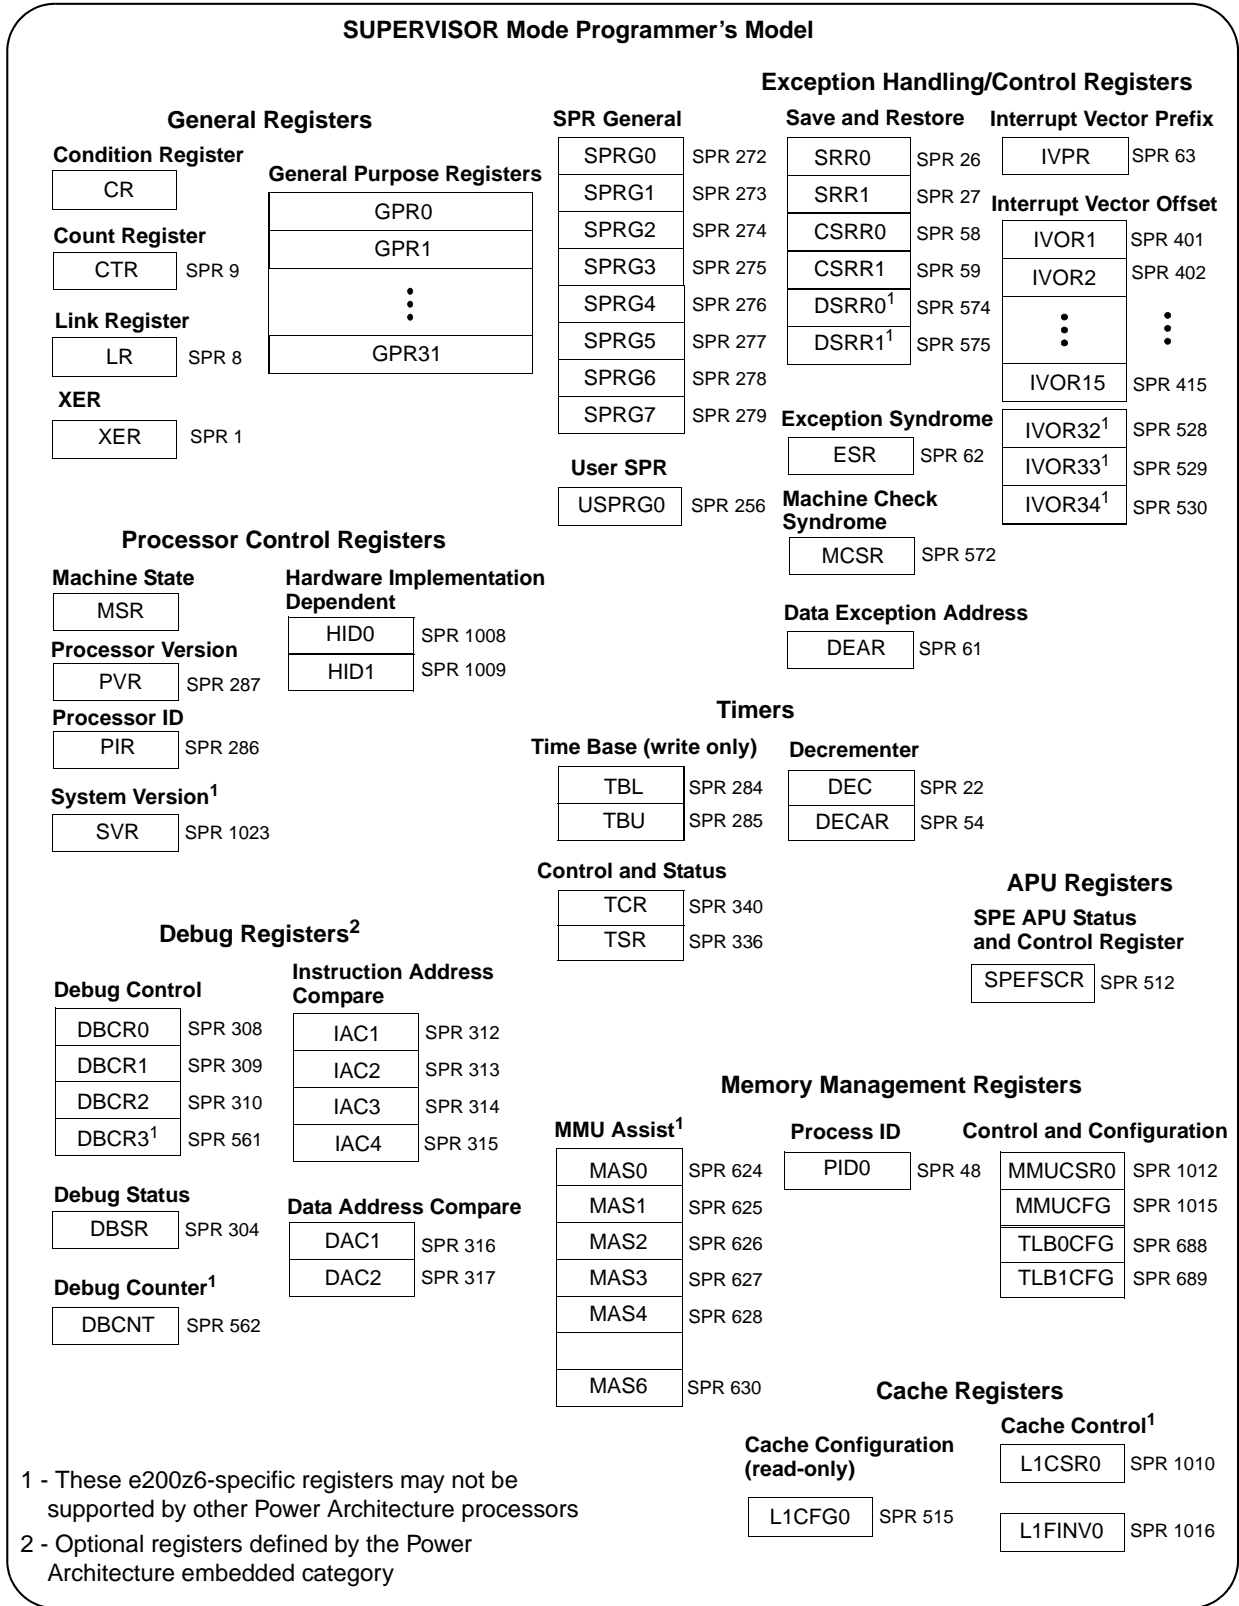 SUPERVISOR Mode Programmer's Model
General Registers
Condition Register
CR
Count Register
CTR SPR 9
Link Register
LR SPR 8
XER
XER SPR 1
General Purpose Registers
GPR0
GPR1
GPR31
SPR General
SPRG0 SPR 272
SPRG1 SPR 273
SPRG2 SPR 274
SPRG3 SPR 275
SPRG4 SPR 276
SPRG5 SPR 277
SPRG6 SPR 278
SPRG7 SPR 279
User SPR
USPRG0 SPR 256
Exception Handling/Control Registers
Save and Restore
SRR0 SPR 26
SRR1 SPR 27
CSRR0 SPR 58
CSRR1 SPR 59
DSRR0¹ SPR 574
DSRR1¹ SPR 575
Exception Syndrome
ESR SPR 62
Machine Check
Syndrome
MCSR SPR 572
Data Exception Address
DEAR SPR 61
Interrupt Vector Prefix
IVPR SPR 63
Interrupt Vector Offset
IVOR1 SPR 401
IVOR2 SPR 402
IVOR15 SPR 415
IVOR32¹ SPR 528
IVOR33¹ SPR 529
IVOR34¹ SPR 530
Processor Control Registers
Machine State
MSR
Processor Version
PVR SPR 287
Processor ID
PIR SPR 286
System Version¹
SVR SPR 1023
Hardware Implementation
Dependent
HID0 SPR 1008
HID1 SPR 1009
Timers
Time Base (write only)
TBL SPR 284
TBU SPR 285
Decrementer
DEC SPR 22
DECAR SPR 54
Control and Status
TCR SPR 340
TSR SPR 336
APU Registers
SPE APU Status
and Control Register
SPEFSCR SPR 512
Debug Registers²
Debug Control
DBCR0 SPR 308
DBCR1 SPR 309
DBCR2 SPR 310
DBCR3¹ SPR 561
Debug Status
DBSR SPR 304
Debug Counter¹
DBCNT SPR 562
Instruction Address
Compare
IAC1 SPR 312
IAC2 SPR 313
IAC3 SPR 314
IAC4 SPR 315
Data Address Compare
DAC1 SPR 316
DAC2 SPR 317
Memory Management Registers
MMU Assist¹
MAS0 SPR 624
MAS1 SPR 625
MAS2 SPR 626
MAS3 SPR 627
MAS4 SPR 628
MAS6 SPR 630
Process ID
PID0 SPR 48
Control and Configuration
MMUCSR0 SPR 1012
MMUCFG SPR 1015
TLB0CFG SPR 688
TLB1CFG SPR 689
Cache Registers
Cache Configuration
(read-only)
L1CFG0 SPR 515
Cache Control¹
L1CSR0 SPR 1010
L1FINV0 SPR 1016
1 - These e200z6-specific registers may not be
supported by other Power Architecture processors
2 - Optional registers defined by the Power
Architecture embedded category